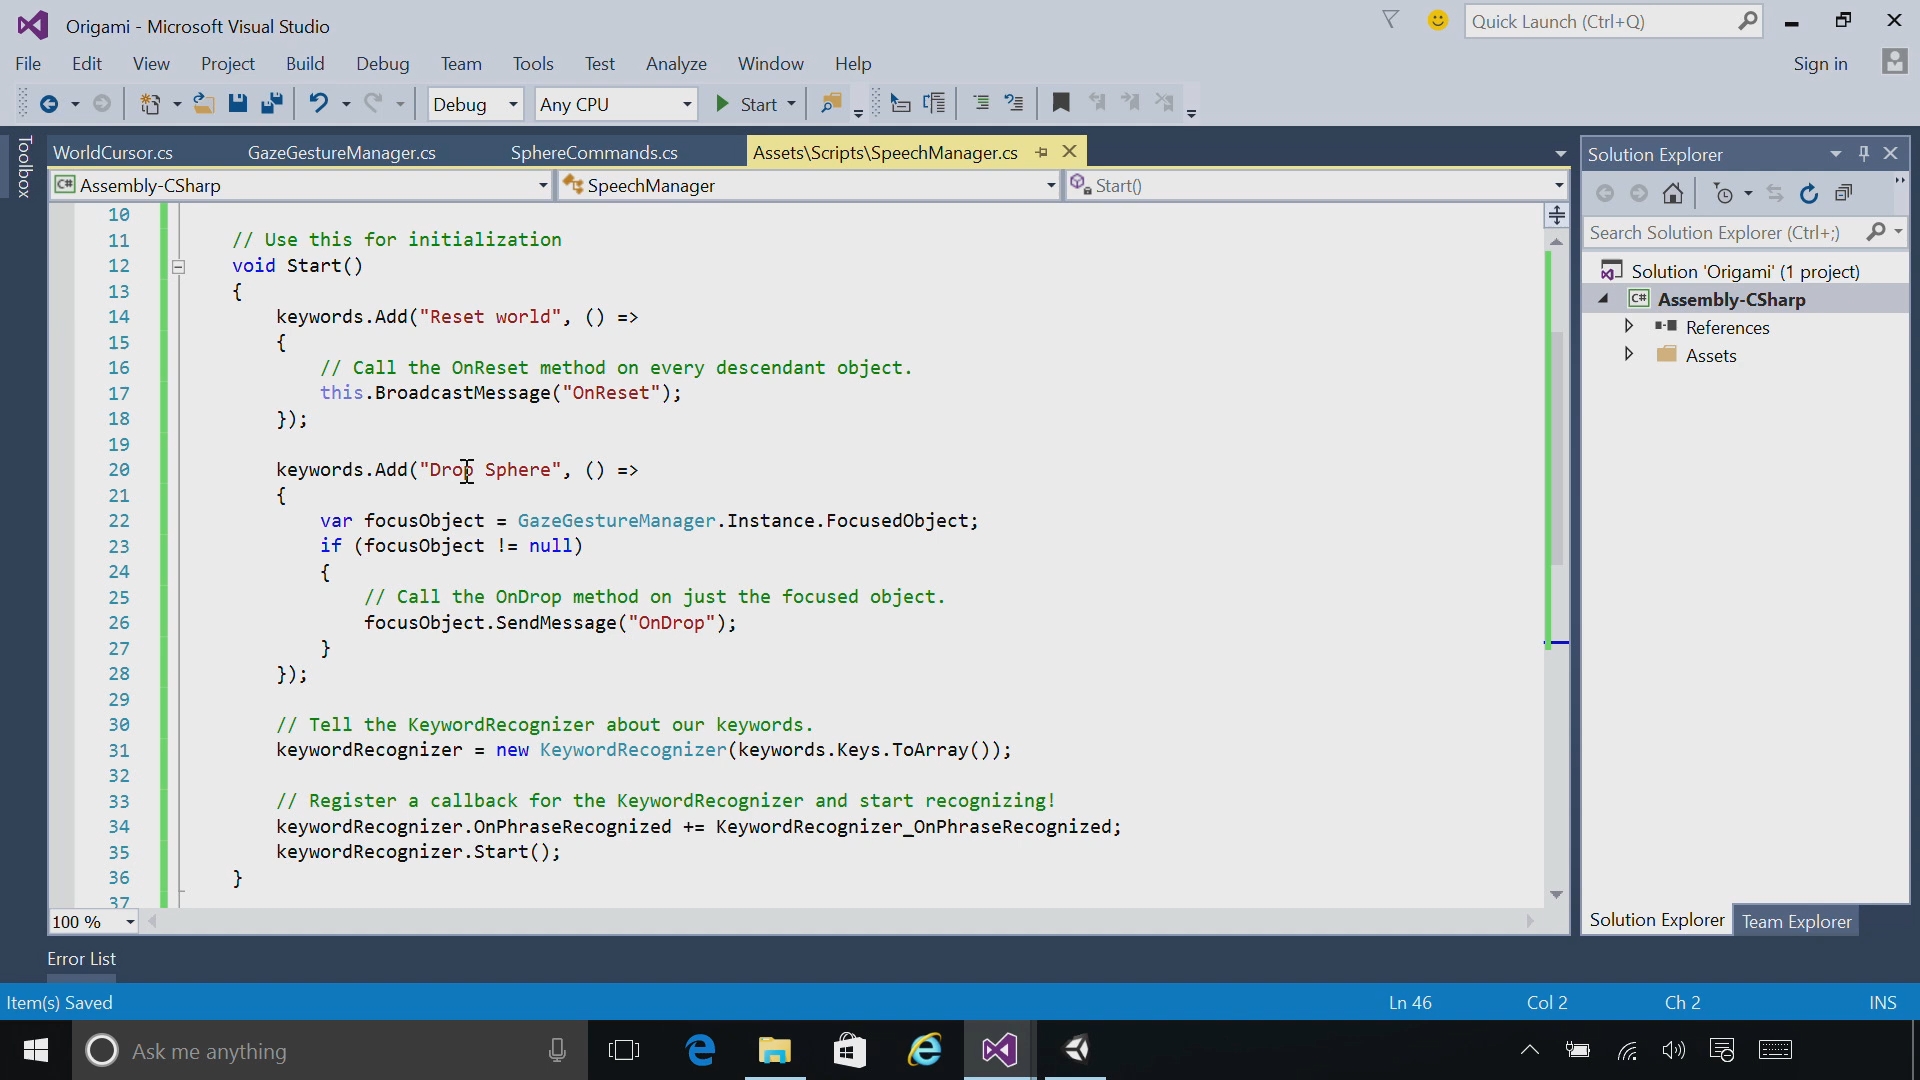 Origami - Microsoft Visual Studio
Quick Launch (Ctrl+Q)
File Edit View Project Build Debug Team Tools Test Analyze Window Help
Sign in
Debug Any CPU Start
Toolbox
WorldCursor.cs GazeGestureManager.cs SphereCommands.cs Assets\Scripts\SpeechManager.cs
C# Assembly-CSharp SpeechManager Start()
10
11 // Use this for initialization
12 void Start()
13 {
14 keywords.Add("Reset world", () =>
15 {
16 // Call the OnReset method on every descendant object.
17 this.BroadcastMessage("OnReset");
18 });
19
20 keywords.Add("Drop Sphere", () =>
21 {
22 var focusObject = GazeGestureManager.Instance.FocusedObject;
23 if (focusObject != null)
24 {
25 // Call the OnDrop method on just the focused object.
26 focusObject.SendMessage("OnDrop");
27 }
28 });
29
30 // Tell the KeywordRecognizer about our keywords.
31 keywordRecognizer = new KeywordRecognizer(keywords.Keys.ToArray());
32
33 // Register a callback for the KeywordRecognizer and start recognizing!
34 keywordRecognizer.OnPhraseRecognized += KeywordRecognizer_OnPhraseRecognized;
35 keywordRecognizer.Start();
36 }
37
100 %
Solution Explorer
Search Solution Explorer (Ctrl+;)
Solution 'Origami' (1 project)
C# Assembly-CSharp
References
Assets
Solution Explorer Team Explorer
Error List
Item(s) Saved Ln 46 Col 2 Ch 2 INS
Ask me anything